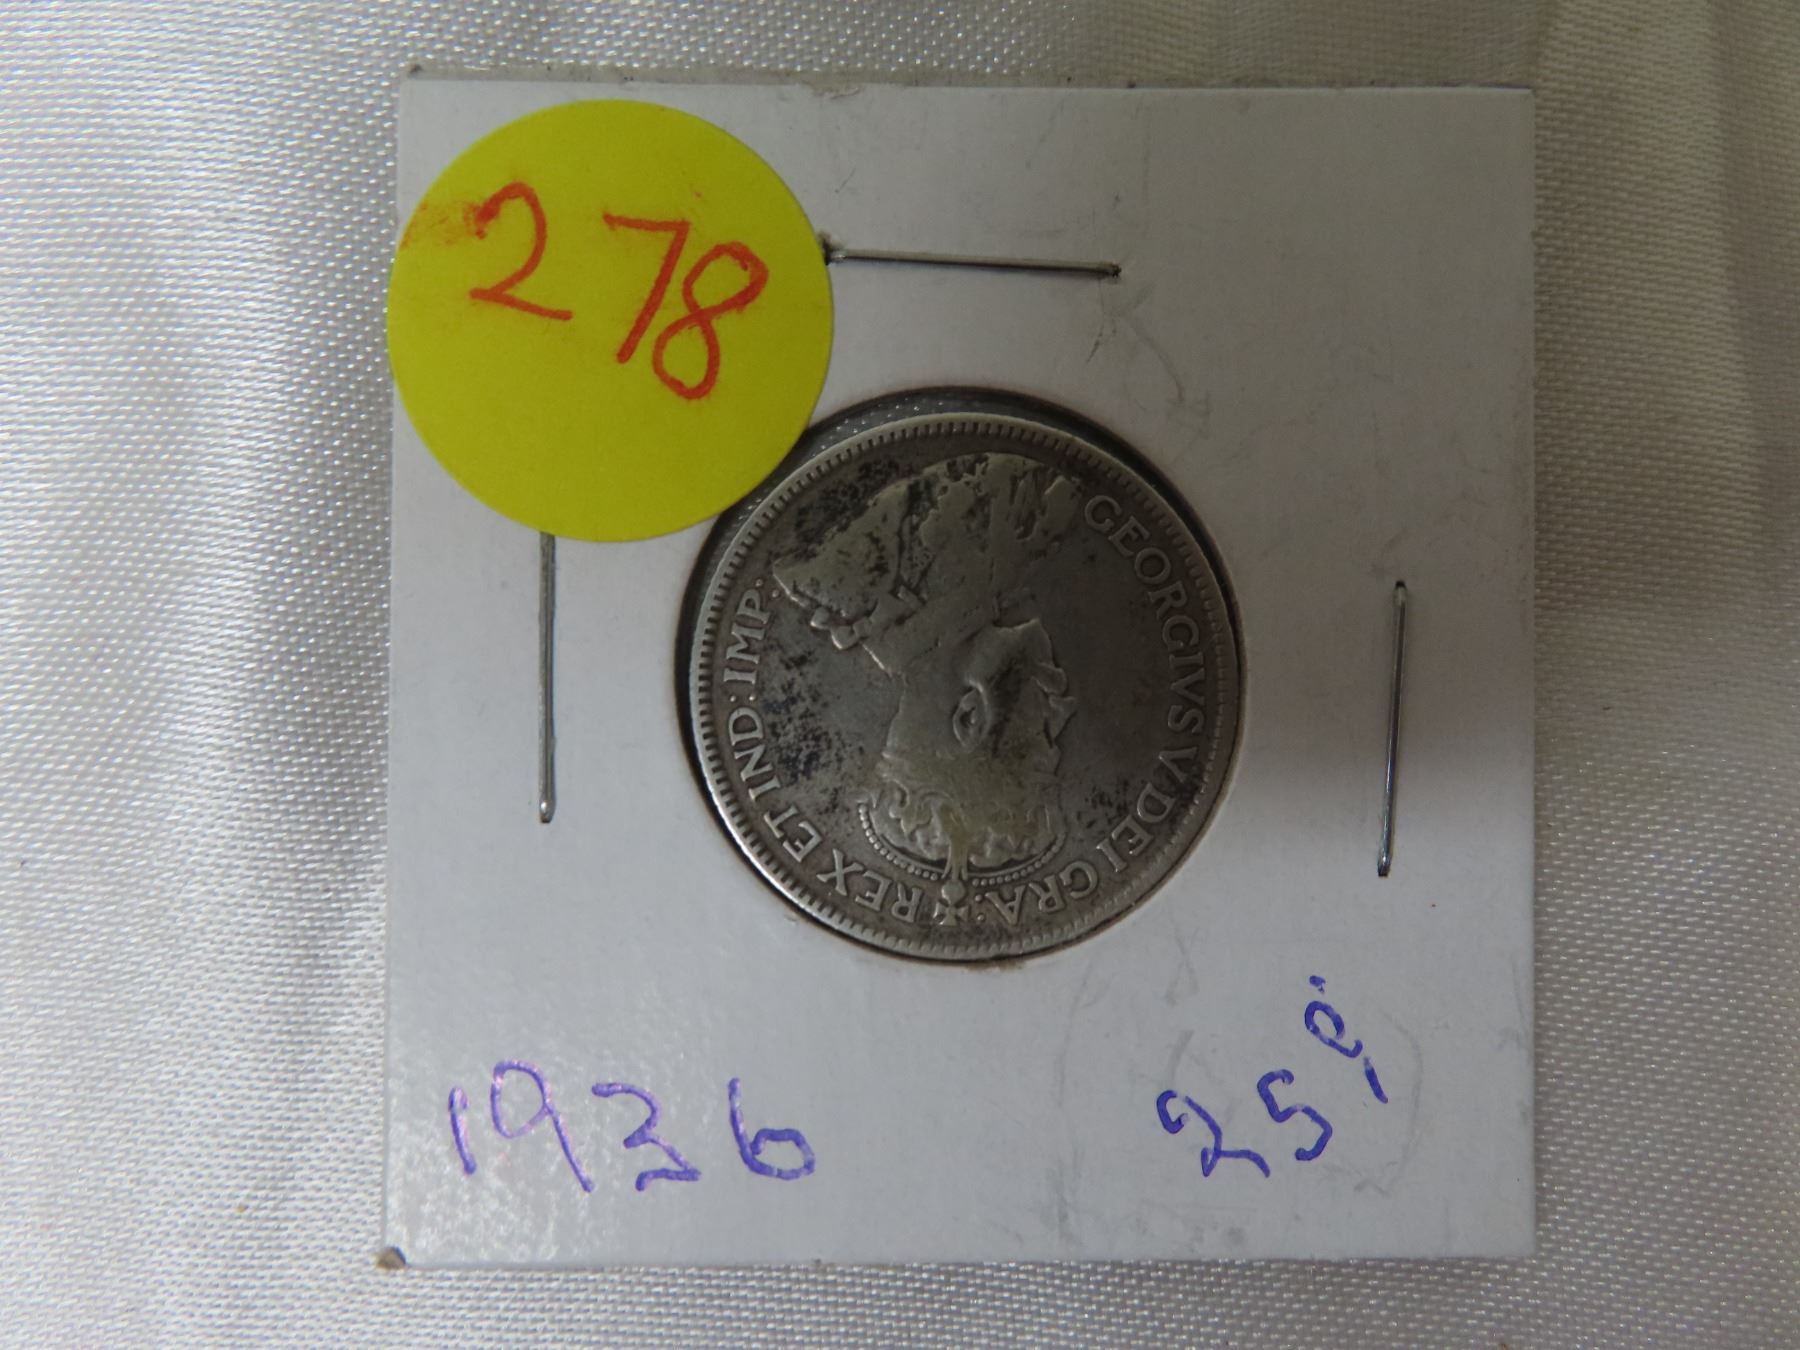 278
GEORGIVS V DEI GRA: REX ET IND: IMP:
1936 25¢